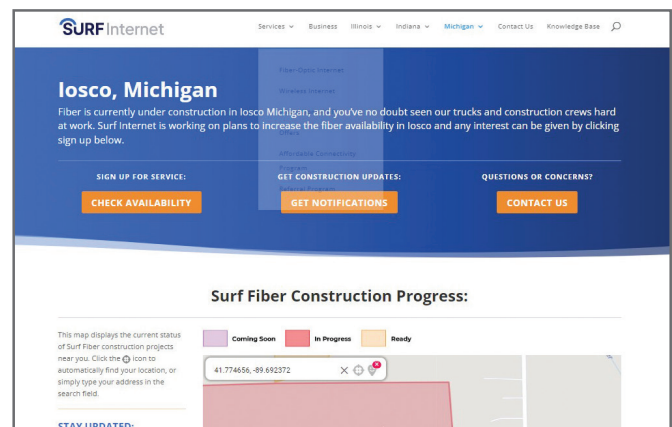 SURF Internet
Services Business Illinois Indiana Michigan Contact Us Knowledge Base
Fiber-Optic Internet
Wireless Internet
Iosco, Michigan
Fiber is currently under construction in Iosco Michigan, and you've no doubt seen our trucks and construction crews hard
at work. Surf Internet is working on plans to increase the fiber availability in Iosco and any interest can be given by clicking
sign up below.
Offers
Affordable Connectivity
Program
Referral Program
SIGN UP FOR SERVICE:
CHECK AVAILABILITY
GET CONSTRUCTION UPDATES:
GET NOTIFICATIONS
QUESTIONS OR CONCERNS?
CONTACT US
Surf Fiber Construction Progress:
This map displays the current status
of Surf Fiber construction projects
near you. Click the icon to
automatically find your location, or
simply type your address in the
search field.
STAY UPDATED:
Coming Soon In Progress Ready
41.774656,-89.692372